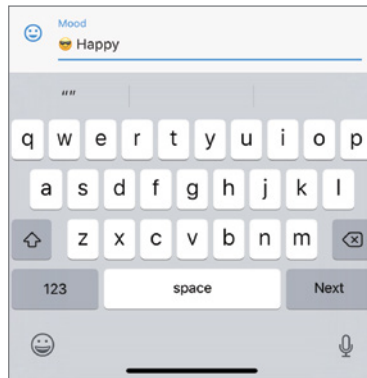 Mood
😎 Happy
“”
q w e r t y u i o p
a s d f g h j k l
z x c v b n m
123 space Next